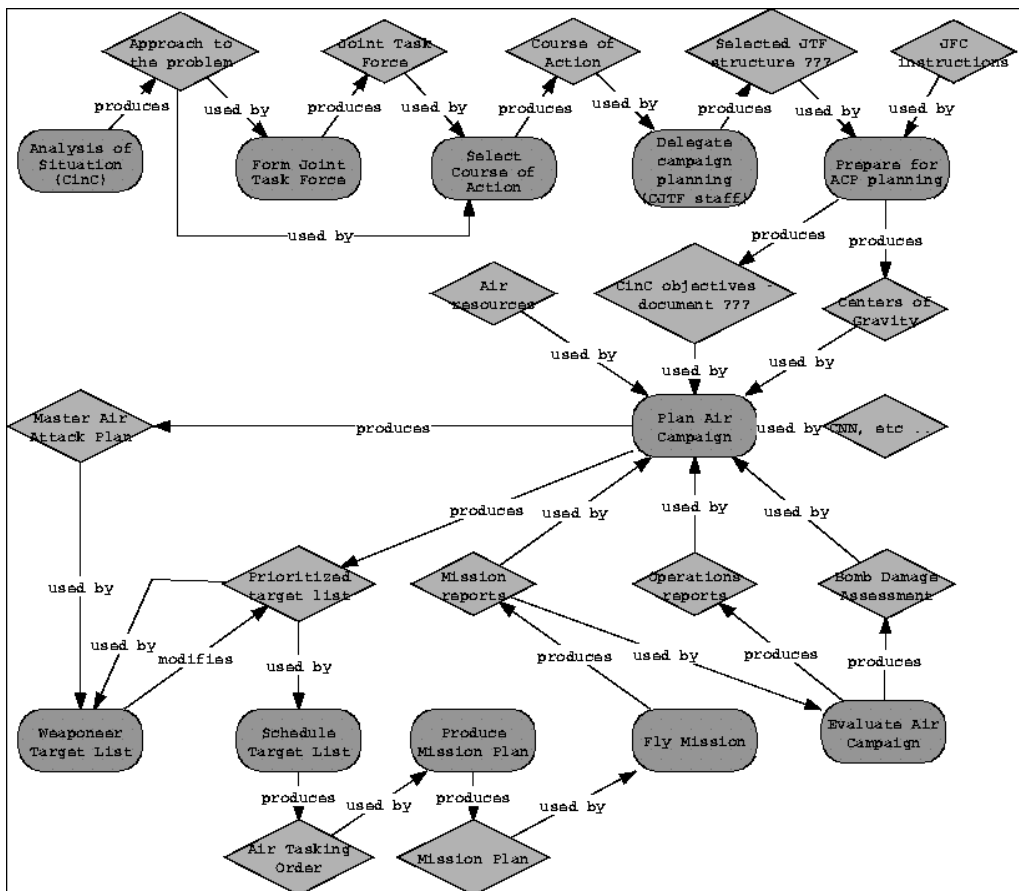 Approach to
the problem
Joint Task
Force
Course of
Action
Selected JTF
structure ???
JFC
instructions
produces
used by
produces
used by
produces
used by
produces
used by
used by
Analysis of
Situation
(CinC)
Form Joint
Task Force
Select
Course of
Action
Delegate
campaign
planning
(CJTF staff)
Prepare for
ACP planning
used by
produces
produces
Air
resources
CinC objectives -
document ???
Centers of
Gravity
used by
used by
used by
Master Air
Attack Plan
produces
Plan Air
Campaign
used by
CNN, etc ..
produces
used by
used by
used by
used by
Prioritized
target list
Mission
reports
Operations
reports
Bomb Damage
Assessment
used by
modifies
used by
produces
used by
produces
produces
Weaponeer
Target List
Schedule
Target List
Produce
Mission Plan
Fly Mission
Evaluate Air
Campaign
produces
used by
produces
used by
Air Tasking
Order
Mission Plan